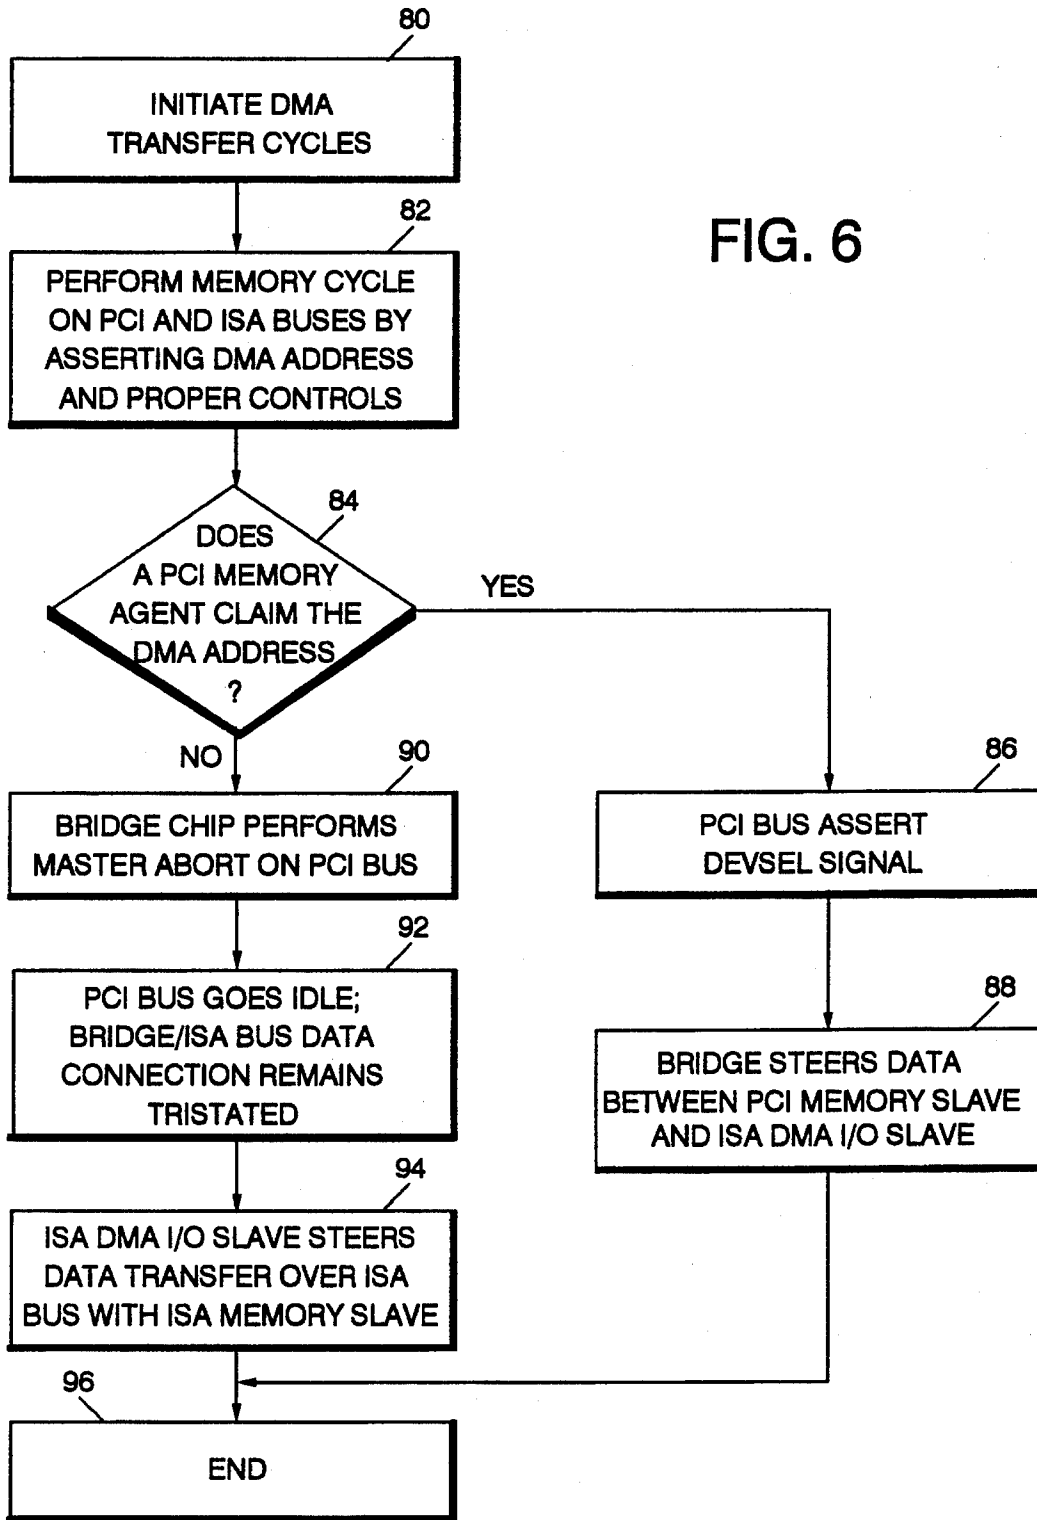 80
INITIATE DMA
TRANSFER CYCLES
82
PERFORM MEMORY CYCLE
ON PCI AND ISA BUSES BY
ASSERTING DMA ADDRESS
AND PROPER CONTROLS
FIG. 6
84
DOES
A PCI MEMORY
AGENT CLAIM THE
DMA ADDRESS
?
YES
NO
90
BRIDGE CHIP PERFORMS
MASTER ABORT ON PCI BUS
86
PCI BUS ASSERT
DEVSEL SIGNAL
92
PCI BUS GOES IDLE;
BRIDGE/ISA BUS DATA
CONNECTION REMAINS
TRISTATED
88
BRIDGE STEERS DATA
BETWEEN PCI MEMORY SLAVE
AND ISA DMA I/O SLAVE
94
ISA DMA I/O SLAVE STEERS
DATA TRANSFER OVER ISA
BUS WITH ISA MEMORY SLAVE
96
END